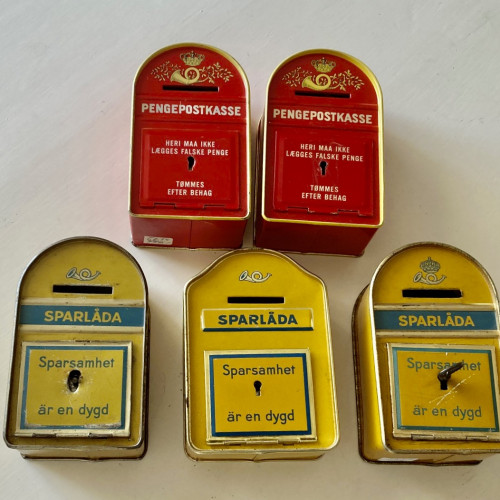 PENGEPOSTKASSE
HERI MAA IKKE
LÆGGES FALSKE PENGE
TØMMES
EFTER BEHAG
PENGEPOSTKASSE
HERI MAA IKKE
LÆGGES FALSKE PENGE
TØMMES
EFTER BEHAG
SPARLÅDA
Sparsamhet
är en dygd
SPARLÅDA
Sparsamhet
är en dygd
SPARLÅDA
Sparsamhet
är en dygd